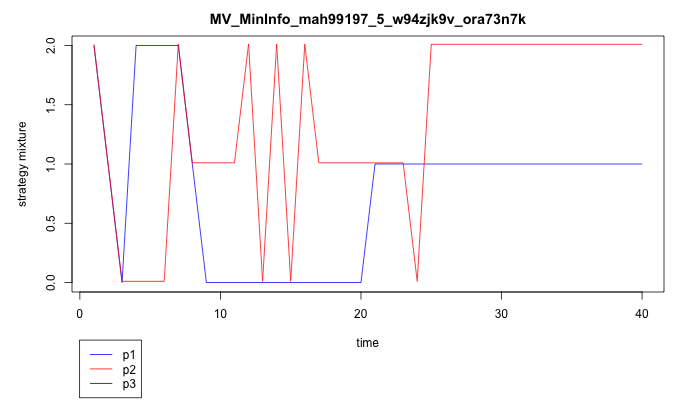 MV_MinInfo_mah99197_5_w94zjk9v_ora73n7k
strategy mixture
2.0
1.5
1.0
0.5
0.0
0 10 20 30 40
time
p1
p2
p3